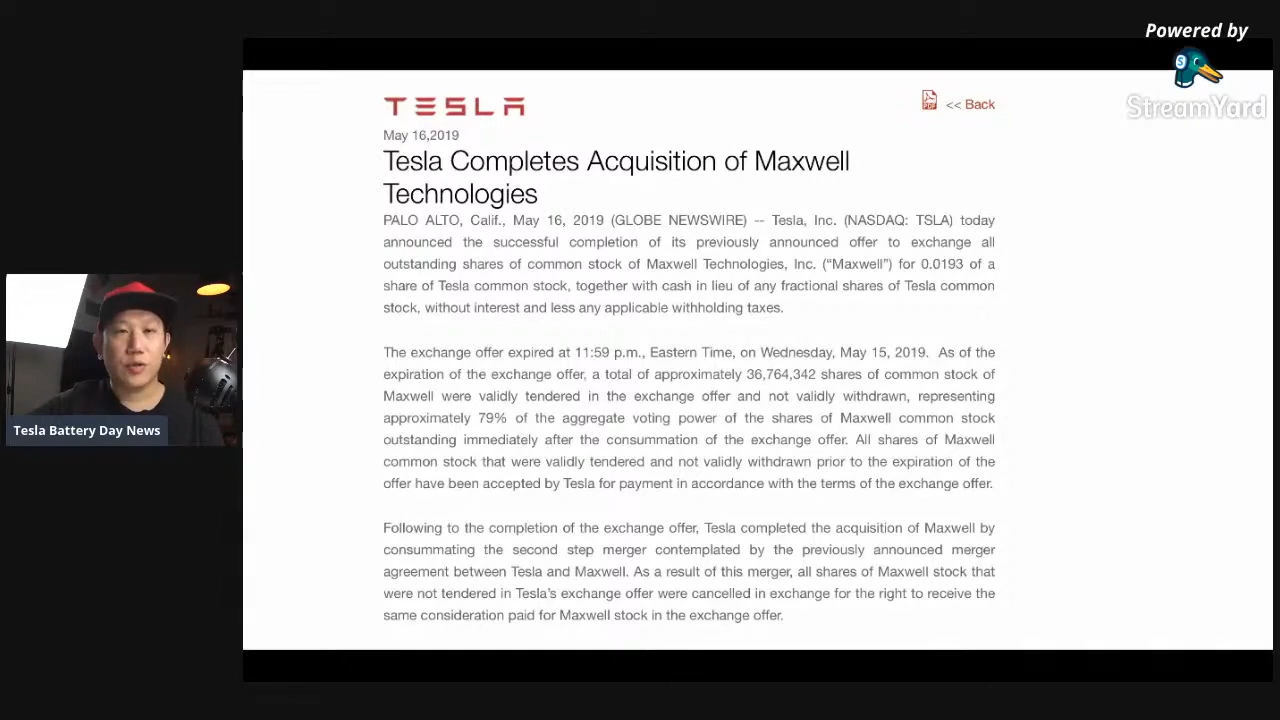 Powered by
S
StreamYard
TESLA
PDF
<< Back
May 16,2019
Tesla Completes Acquisition of Maxwell
Technologies
PALO ALTO, Calif., May 16, 2019 (GLOBE NEWSWIRE) -- Tesla, Inc. (NASDAQ: TSLA) today
announced the successful completion of its previously announced offer to exchange all
outstanding shares of common stock of Maxwell Technologies, Inc. (“Maxwell”) for 0.0193 of a
share of Tesla common stock, together with cash in lieu of any fractional shares of Tesla common
stock, without interest and less any applicable withholding taxes.
The exchange offer expired at 11:59 p.m., Eastern Time, on Wednesday, May 15, 2019. As of the
expiration of the exchange offer, a total of approximately 36,764,342 shares of common stock of
Maxwell were validly tendered in the exchange offer and not validly withdrawn, representing
approximately 79% of the aggregate voting power of the shares of Maxwell common stock
outstanding immediately after the consummation of the exchange offer. All shares of Maxwell
common stock that were validly tendered and not validly withdrawn prior to the expiration of the
offer have been accepted by Tesla for payment in accordance with the terms of the exchange offer.
Following to the completion of the exchange offer, Tesla completed the acquisition of Maxwell by
consummating the second step merger contemplated by the previously announced merger
agreement between Tesla and Maxwell. As a result of this merger, all shares of Maxwell stock that
were not tendered in Tesla’s exchange offer were cancelled in exchange for the right to receive the
same consideration paid for Maxwell stock in the exchange offer.
Tesla Battery Day News